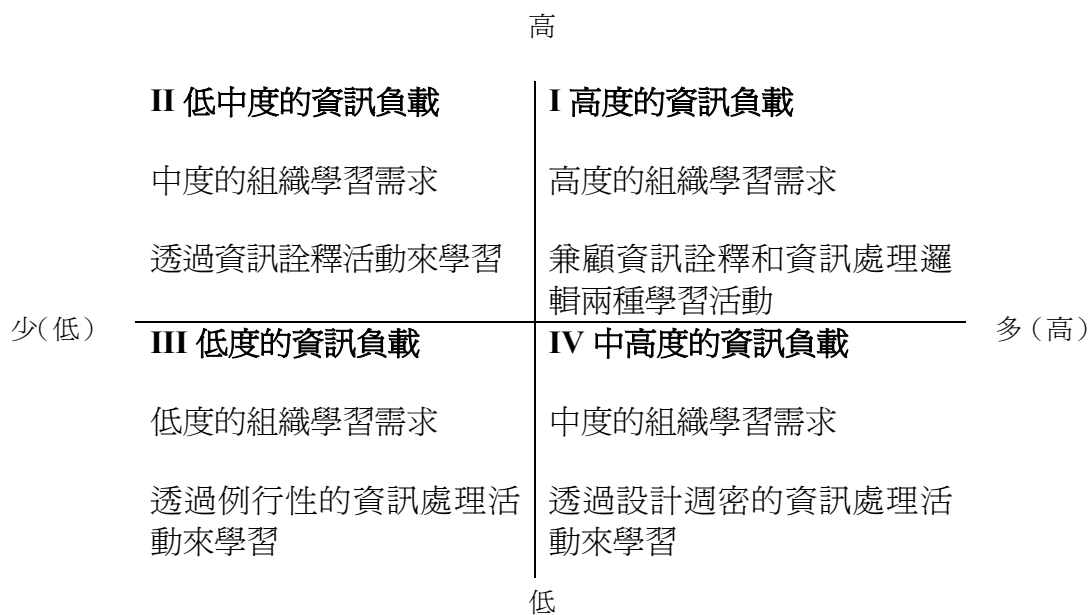 高
II 低中度的資訊負載
中度的組織學習需求
透過資訊詮釋活動來學習
I 高度的資訊負載
高度的組織學習需求
兼顧資訊詮釋和資訊處理邏
輯兩種學習活動
少(低)
多(高)
III 低度的資訊負載
低度的組織學習需求
透過例行性的資訊處理活
動來學習
IV 中高度的資訊負載
中度的組織學習需求
透過設計週密的資訊處理活
動來學習
低